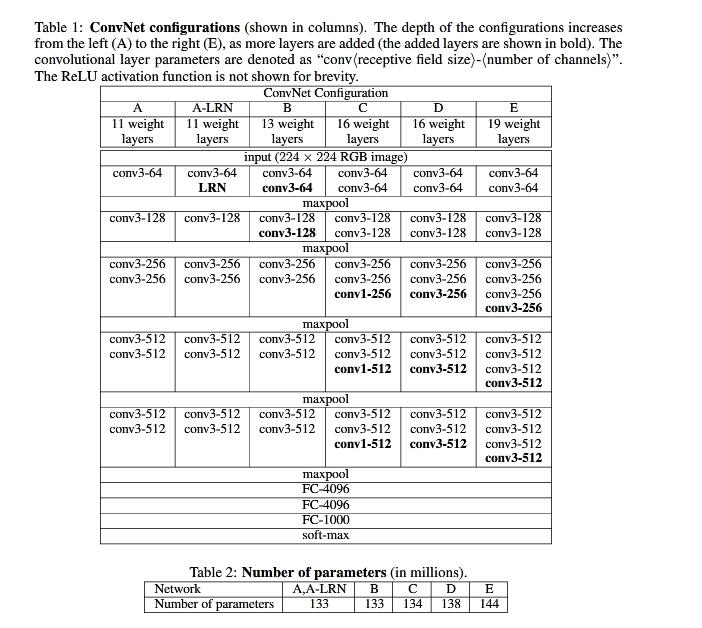 Table 1: ConvNet configurations (shown in columns). The depth of the configurations increases
from the left (A) to the right (E), as more layers are added (the added layers are shown in bold). The
convolutional layer parameters are denoted as “conv⟨receptive field size⟩-⟨number of channels⟩”.
The ReLU activation function is not shown for brevity.
ConvNet Configuration
A A-LRN B C D E
11 weight 11 weight 13 weight 16 weight 16 weight 19 weight
layers layers layers layers layers layers
input (224 × 224 RGB image)
conv3-64 conv3-64 conv3-64 conv3-64 conv3-64 conv3-64
LRN conv3-64 conv3-64 conv3-64 conv3-64
maxpool
conv3-128 conv3-128 conv3-128 conv3-128 conv3-128 conv3-128
conv3-128 conv3-128 conv3-128 conv3-128
maxpool
conv3-256 conv3-256 conv3-256 conv3-256 conv3-256 conv3-256
conv3-256 conv3-256 conv3-256 conv3-256 conv3-256 conv3-256
conv1-256 conv3-256 conv3-256
conv3-256
maxpool
conv3-512 conv3-512 conv3-512 conv3-512 conv3-512 conv3-512
conv3-512 conv3-512 conv3-512 conv3-512 conv3-512 conv3-512
conv1-512 conv3-512 conv3-512
conv3-512
maxpool
conv3-512 conv3-512 conv3-512 conv3-512 conv3-512 conv3-512
conv3-512 conv3-512 conv3-512 conv3-512 conv3-512 conv3-512
conv1-512 conv3-512 conv3-512
conv3-512
maxpool
FC-4096
FC-4096
FC-1000
soft-max
Table 2: Number of parameters (in millions).
Network A,A-LRN B C D E
Number of parameters 133 133 134 138 144